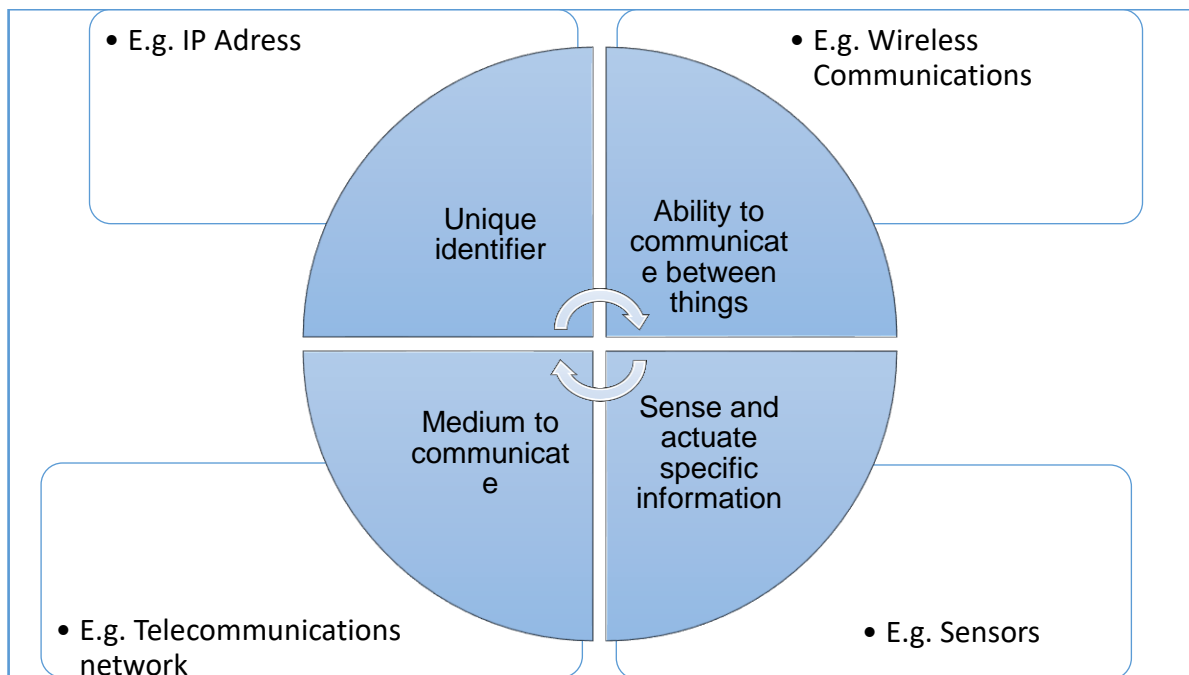 • E.g. IP Adress
• E.g. Wireless
Communications
Unique
identifier
Ability to
communicat
e between
things
Medium to
communicat
e
Sense and
actuate
specific
information
• E.g. Telecommunications
network
• E.g. Sensors